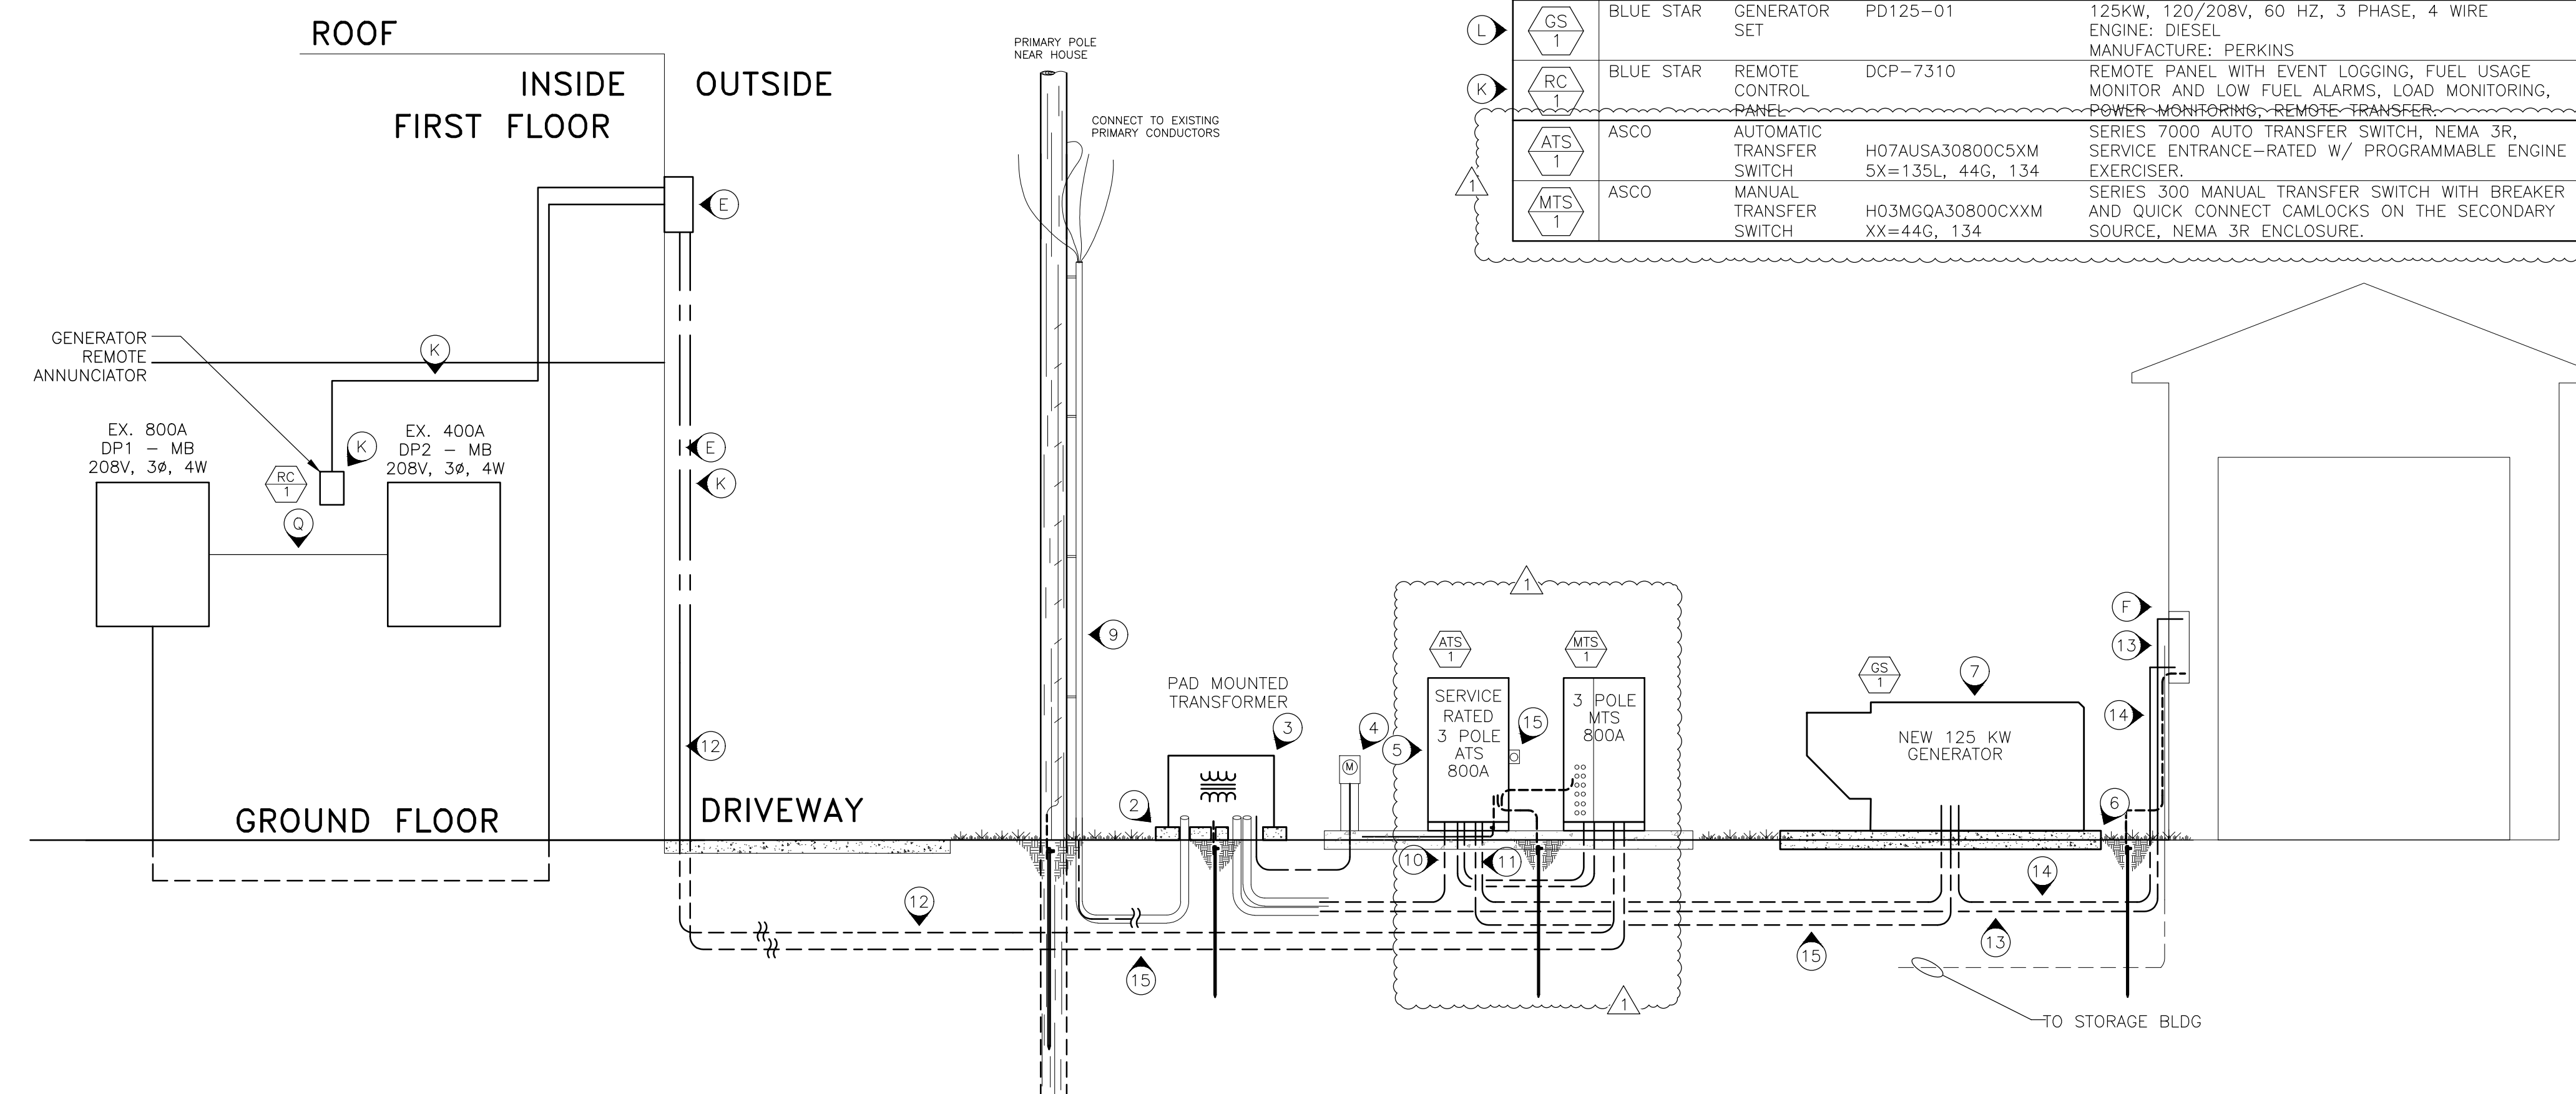 ROOF
INSIDE
OUTSIDE
FIRST FLOOR
PRIMARY POLE
NEAR HOUSE
CONNECT TO EXISTING
PRIMARY CONDUCTORS
L
GS
1
BLUE STAR
GENERATOR
SET
PD125-01
125KW, 120/208V, 60 HZ, 3 PHASE, 4 WIRE
ENGINE: DIESEL
MANUFACTURE: PERKINS
K
RC
1
BLUE STAR
REMOTE
CONTROL
PANEL
DCP-7310
REMOTE PANEL WITH EVENT LOGGING, FUEL USAGE
MONITOR AND LOW FUEL ALARMS, LOAD MONITORING,
POWER MONITORING, REMOTE TRANSFER.
1
ATS
1
ASCO
AUTOMATIC
TRANSFER
SWITCH
H07AUSA30800C5XM
5X=135L, 44G, 134
SERIES 7000 AUTO TRANSFER SWITCH, NEMA 3R,
SERVICE ENTRANCE-RATED W/ PROGRAMMABLE ENGINE
EXERCISER.
MTS
1
ASCO
MANUAL
TRANSFER
SWITCH
H03MGQA30800CXXM
XX=44G, 134
SERIES 300 MANUAL TRANSFER SWITCH WITH BREAKER
AND QUICK CONNECT CAMLOCKS ON THE SECONDARY
SOURCE, NEMA 3R ENCLOSURE.
E
GENERATOR
REMOTE
ANNUNCIATOR
K
EX. 800A
DP1 - MB
208V, 3ø, 4W
RC
1
K
EX. 400A
DP2 - MB
208V, 3ø, 4W
Q
E
K
12
GROUND FLOOR
DRIVEWAY
9
PAD MOUNTED
TRANSFORMER
2
3
4
M
1
ATS
1
MTS
1
5
SERVICE
RATED
3 POLE
ATS
800A
15
3 POLE
MTS
800A
GS
1
7
NEW 125 KW
GENERATOR
F
13
14
6
10
11
14
12
15
15
13
1
TO STORAGE BLDG